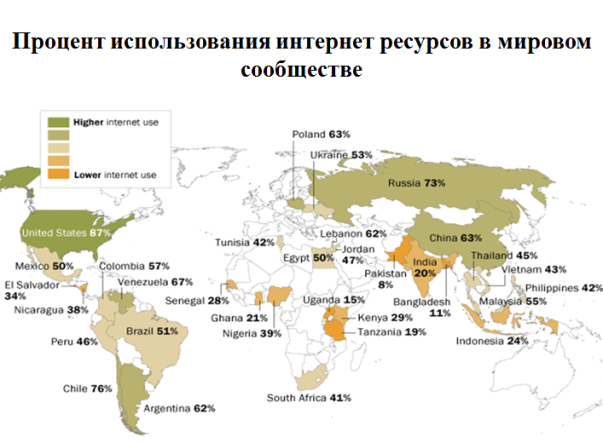 Процент использования интернет ресурсов в мировом
сообществе
Higher internet use
Lower internet use
Poland 63%
Ukraine 53%
Russia 73%
United States 87%
Lebanon 62%
China 63%
Tunisia 42%
Jordan
47%
Thailand 45%
Egypt 50%
India
20%
Vietnam 43%
Mexico 50%
Colombia 57%
Pakistan
8%
Venezuela 67%
El Salvador
34%
Philippines 42%
Senegal 28%
Uganda 15%
Bangladesh
11%
Malaysia 55%
Nicaragua 38%
Ghana 21%
Kenya 29%
Brazil 51%
Nigeria 39%
Tanzania 19%
Peru 46%
Indonesia 24%
Chile 76%
South Africa 41%
Argentina 62%